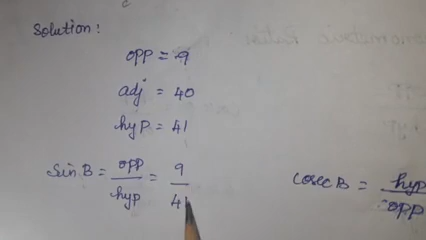 Solution:
opp = 9
adj = 40
hyp = 41
Sin B = opp/hyp = 9/41
Cosec B = hyp/opp